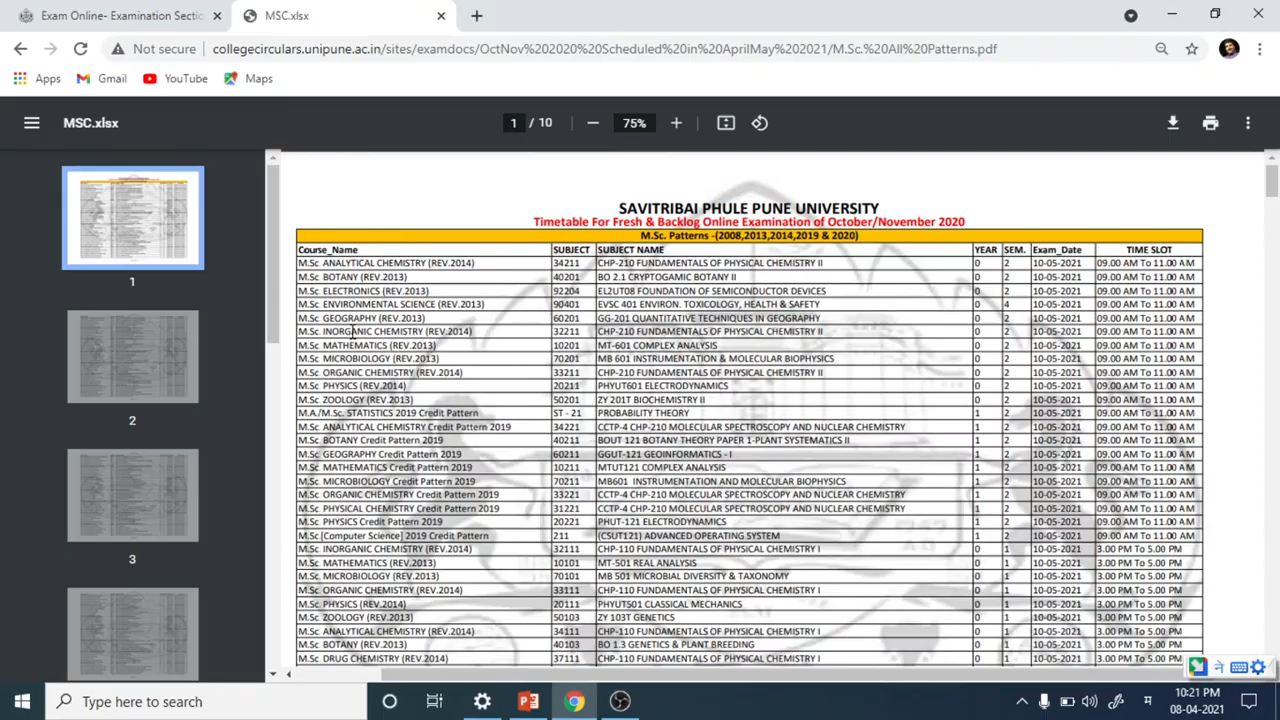 Exam Online- Examination Sectio
MSC.xlsx
Not secure collegecirculars.unipune.ac.in/sites/examdocs/OctNov%202020%20Scheduled%20in%20AprilMay%202021/M.Sc.%20All%20Patterns.pdf
Apps Gmail YouTube Maps
MSC.xlsx 1 / 10 75%
1
2
3
SAVITRIBAI PHULE PUNE UNIVERSITY
Timetable For Fresh & Backlog Online Examination of October/November 2020
M.Sc. Patterns -(2008,2013,2014,2019 & 2020)
Course_Name SUBJECT SUBJECT NAME YEAR SEM. Exam_Date TIME SLOT
M.Sc ANALYTICAL CHEMISTRY (REV.2014) 34211 CHP-210 FUNDAMENTALS OF PHYSICAL CHEMISTRY II 0 2 10-05-2021 09.00 AM To 11.00 AM
M.Sc BOTANY (REV.2013) 40201 BO 2.1 CRYPTOGAMIC BOTANY II 0 2 10-05-2021 09.00 AM To 11.00 AM
M.Sc ELECTRONICS (REV.2013) 92204 EL2UT08 FOUNDATION OF SEMICONDUCTOR DEVICES 0 2 10-05-2021 09.00 AM To 11.00 AM
M.Sc ENVIRONMENTAL SCIENCE (REV.2013) 90401 EVSC 401 ENVIRON. TOXICOLOGY, HEALTH & SAFETY 0 4 10-05-2021 09.00 AM To 11.00 AM
M.Sc GEOGRAPHY (REV.2013) 60201 GG-201 QUANTITATIVE TECHNIQUES IN GEOGRAPHY 0 2 10-05-2021 09.00 AM To 11.00 AM
M.Sc INORGANIC CHEMISTRY (REV.2014) 32211 CHP-210 FUNDAMENTALS OF PHYSICAL CHEMISTRY II 0 2 10-05-2021 09.00 AM To 11.00 AM
M.Sc MATHEMATICS (REV.2013) 10201 MT-601 COMPLEX ANALYSIS 0 2 10-05-2021 09.00 AM To 11.00 AM
M.Sc MICROBIOLOGY (REV.2013) 70201 MB 601 INSTRUMENTATION & MOLECULAR BIOPHYSICS 0 2 10-05-2021 09.00 AM To 11.00 AM
M.Sc ORGANIC CHEMISTRY (REV.2014) 33211 CHP-210 FUNDAMENTALS OF PHYSICAL CHEMISTRY II 0 2 10-05-2021 09.00 AM To 11.00 AM
M.Sc PHYSICS (REV.2014) 20211 PHYUT601 ELECTRODYNAMICS 0 2 10-05-2021 09.00 AM To 11.00 AM
M.Sc ZOOLOGY (REV.2013) 50201 ZY 201T BIOCHEMISTRY II 0 2 10-05-2021 09.00 AM To 11.00 AM
M.A./M.Sc. STATISTICS 2019 Credit Pattern ST - 21 PROBABILITY THEORY 1 2 10-05-2021 09.00 AM To 11.00 AM
M.Sc ANALYTICAL CHEMISTRY Credit Pattern 2019 34221 CCTP-4 CHP-210 MOLECULAR SPECTROSCOPY AND NUCLEAR CHEMISTRY 1 2 10-05-2021 09.00 AM To 11.00 AM
M.Sc BOTANY Credit Pattern 2019 40211 BOUT 121 BOTANY THEORY PAPER 1-PLANT SYSTEMATICS II 1 2 10-05-2021 09.00 AM To 11.00 AM
M.Sc GEOGRAPHY Credit Pattern 2019 60211 GGUT-121 GEOINFORMATICS - I 1 2 10-05-2021 09.00 AM To 11.00 AM
M.Sc MATHEMATICS Credit Pattern 2019 10211 MTUT121 COMPLEX ANALYSIS 1 2 10-05-2021 09.00 AM To 11.00 AM
M.Sc MICROBIOLOGY Credit Pattern 2019 70211 MB601 INSTRUMENTATION AND MOLECULAR BIOPHYSICS 1 2 10-05-2021 09.00 AM To 11.00 AM
M.Sc ORGANIC CHEMISTRY Credit Pattern 2019 33221 CCTP-4 CHP-210 MOLECULAR SPECTROSCOPY AND NUCLEAR CHEMISTRY 1 2 10-05-2021 09.00 AM To 11.00 AM
M.Sc PHYSICAL CHEMISTRY Credit Pattern 2019 31221 CCTP-4 CHP-210 MOLECULAR SPECTROSCOPY AND NUCLEAR CHEMISTRY 1 2 10-05-2021 09.00 AM To 11.00 AM
M.Sc PHYSICS Credit Pattern 2019 20221 PHUT-121 ELECTRODYNAMICS 1 2 10-05-2021 09.00 AM To 11.00 AM
M.Sc[Computer Science] 2019 Credit Pattern 211 (CSUT121) ADVANCED OPERATING SYSTEM 1 2 10-05-2021 09.00 AM To 11.00 AM
M.Sc INORGANIC CHEMISTRY (REV.2014) 32111 CHP-110 FUNDAMENTALS OF PHYSICAL CHEMISTRY I 0 1 10-05-2021 3.00 PM To 5.00 PM
M.Sc MATHEMATICS (REV.2013) 10101 MT-501 REAL ANALYSIS 0 1 10-05-2021 3.00 PM To 5.00 PM
M.Sc MICROBIOLOGY (REV.2013) 70101 MB 501 MICROBIAL DIVERSITY & TAXONOMY 0 1 10-05-2021 3.00 PM To 5.00 PM
M.Sc ORGANIC CHEMISTRY (REV.2014) 33111 CHP-110 FUNDAMENTALS OF PHYSICAL CHEMISTRY I 0 1 10-05-2021 3.00 PM To 5.00 PM
M.Sc PHYSICS (REV.2014) 20111 PHYUT501 CLASSICAL MECHANICS 0 1 10-05-2021 3.00 PM To 5.00 PM
M.Sc ZOOLOGY (REV.2013) 50103 ZY 103T GENETICS 0 1 10-05-2021 3.00 PM To 5.00 PM
M.Sc ANALYTICAL CHEMISTRY (REV.2014) 34111 CHP-110 FUNDAMENTALS OF PHYSICAL CHEMISTRY I 0 1 10-05-2021 3.00 PM To 5.00 PM
M.Sc BOTANY (REV.2013) 40103 BO 1.3 GENETICS & PLANT BREEDING 0 1 10-05-2021 3.00 PM To 5.00 PM
M.Sc DRUG CHEMISTRY (REV.2014) 37111 CHP-110 FUNDAMENTALS OF PHYSICAL CHEMISTRY I 0 1 10-05-2021 3.00 PM To 5.00 PM
Type here to search
10:21 PM
08-04-2021